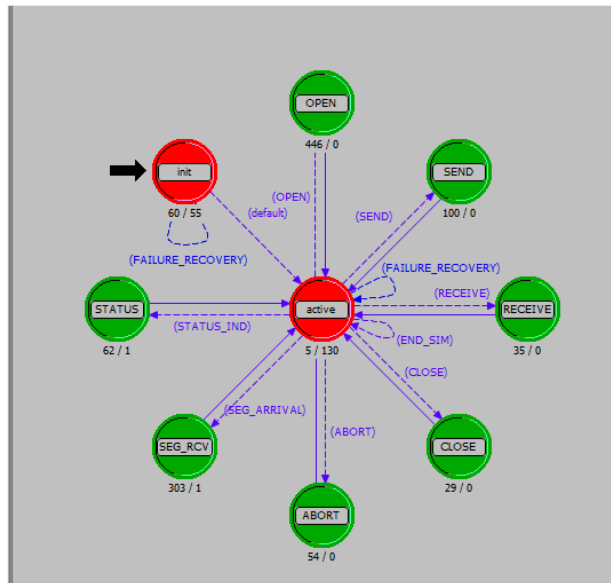 OPEN
446 / 0
init
60 / 55
SEND
100 / 0
(OPEN)
(default)
(SEND)
(FAILURE_RECOVERY)
(FAILURE_RECOVERY)
(RECEIVE)
STATUS
62 / 1
(STATUS_IND)
active
5 / 130
RECEIVE
35 / 0
(END_SIM)
(CLOSE)
(SEG_ARRIVAL)
(ABORT)
SEG_RCV
303 / 1
CLOSE
29 / 0
ABORT
54 / 0